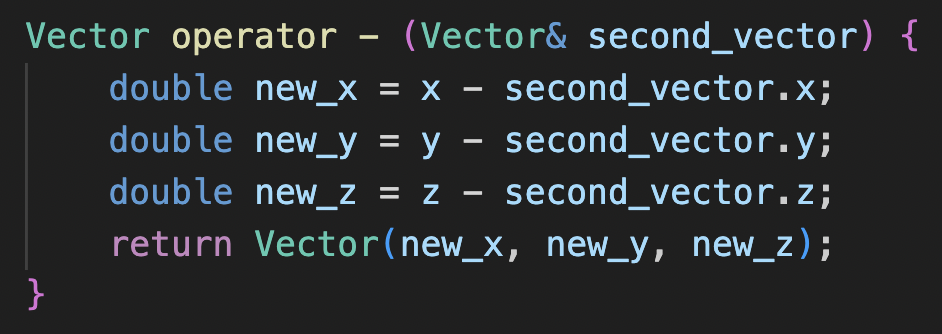 Vector operator - (Vector& second_vector) {
    double new_x = x - second_vector.x;
    double new_y = y - second_vector.y;
    double new_z = z - second_vector.z;
    return Vector(new_x, new_y, new_z);
}